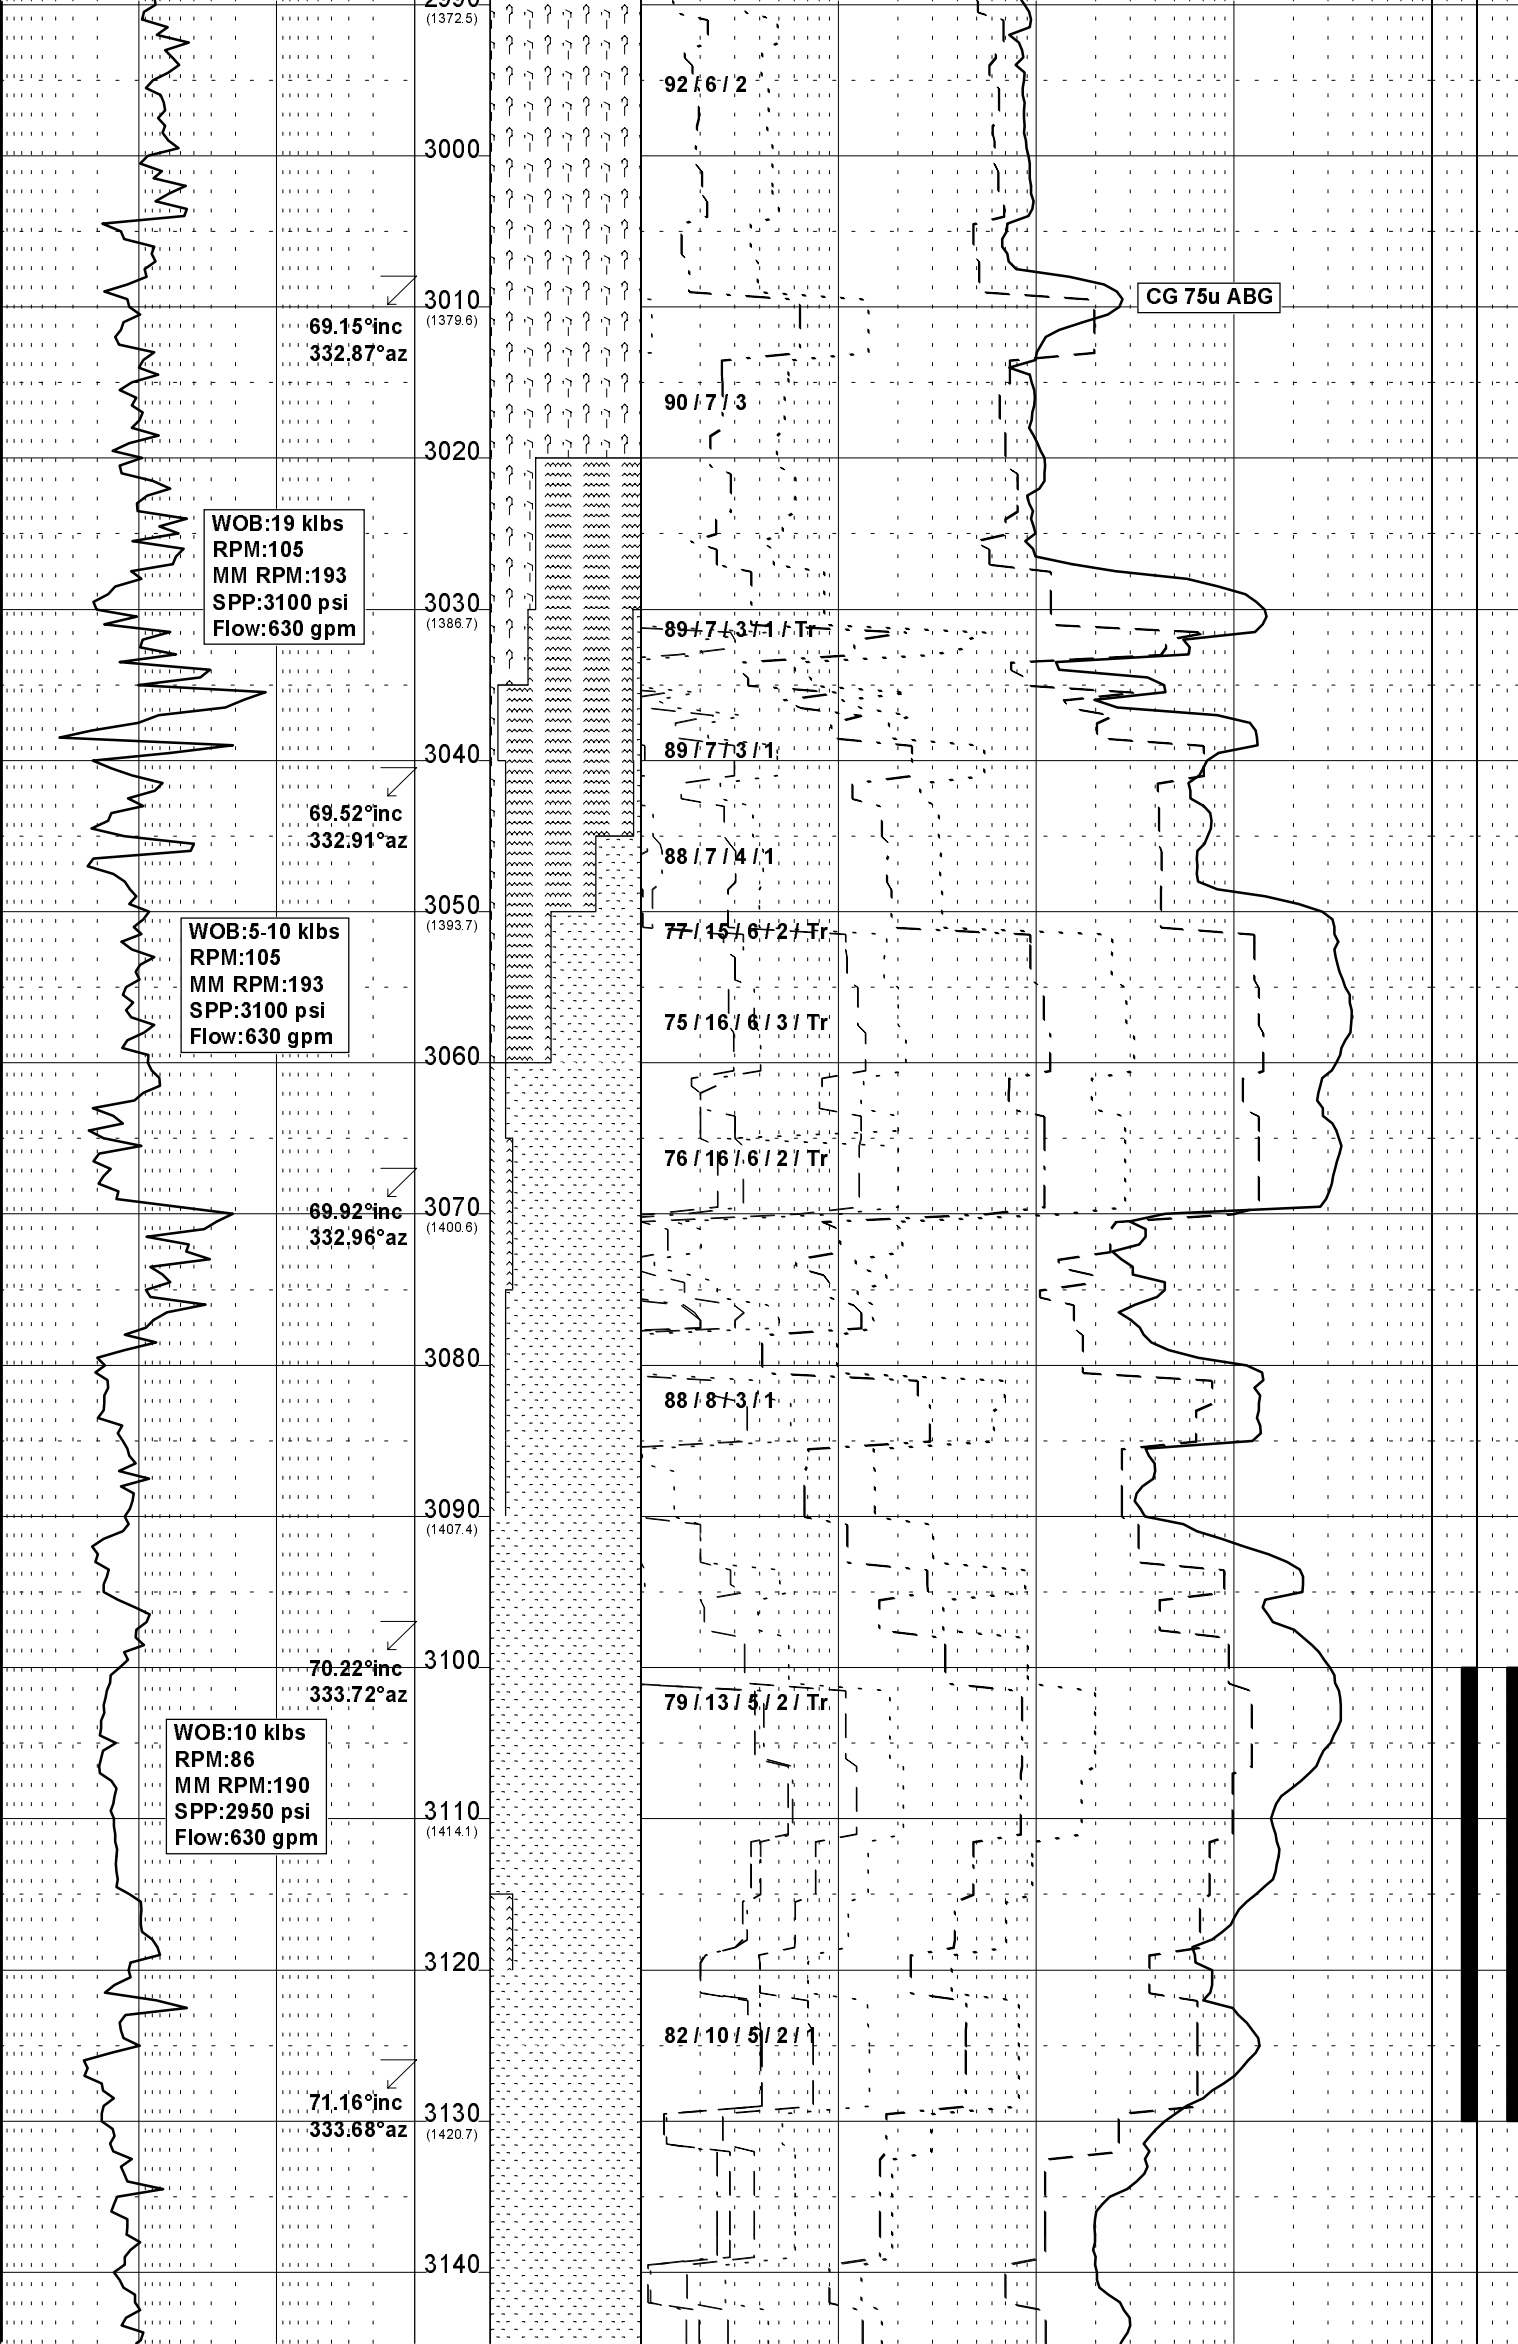 2990
(1372.5)
92 / 6 / 2
3000
CG 75u ABG
3010
(1379.6)
69.15°inc
332.87°az
90 / 7 / 3
3020
WOB:19 klbs
RPM:105
MM RPM:193
SPP:3100 psi
Flow:630 gpm
3030
(1386.7)
89 / 7 / 3 / 1 / Tr
3040
89 / 7 / 3 / 1
69.52°inc
332.91°az
88 / 7 / 4 / 1
3050
(1393.7)
WOB:5-10 klbs
RPM:105
MM RPM:193
SPP:3100 psi
Flow:630 gpm
77 / 15 / 6 / 2 / Tr
75 / 16 / 6 / 3 / Tr
3060
76 / 16 / 6 / 2 / Tr
3070
(1400.6)
69.92°inc
332.96°az
3080
88 / 8 / 3 / 1
3090
(1407.4)
3100
70.22°inc
333.72°az
79 / 13 / 5 / 2 / Tr
WOB:10 klbs
RPM:86
MM RPM:190
SPP:2950 psi
Flow:630 gpm
3110
(1414.1)
3120
82 / 10 / 5 / 2 / 1
71.16°inc
333.68°az
3130
(1420.7)
3140